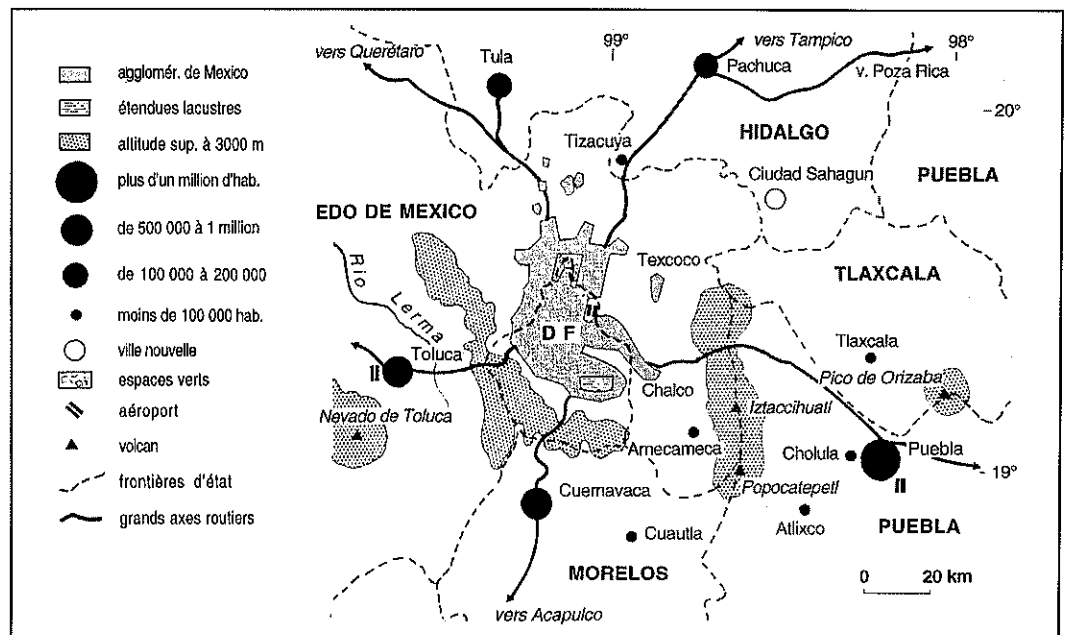 agglomér. de Mexico
étendues lacustres
altitude sup. à 3000 m
plus d'un million d'hab.
de 500 000 à 1 million
de 100 000 à 200 000
moins de 100 000 hab.
ville nouvelle
espaces verts
aéroport
volcan
frontières d'état
grands axes routiers
99°
98°
vers Querétaro
Tula
vers Tampico
Pachuca
v. Poza Rica
20°
HIDALGO
Tizacuya
Ciudad Sahagun
PUEBLA
EDO DE MEXICO
Rio Lerma
Texcoco
TLAXCALA
D F
Toluca
Tlaxcala
Chalco
Pico de Orizaba
Nevado de Toluca
Iztaccihuatl
Amecameca
Cholula
Puebla
19°
Popocatepetl
Cuernavaca
Atlixco
PUEBLA
Cuautla
MORELOS
0 20 km
vers Acapulco